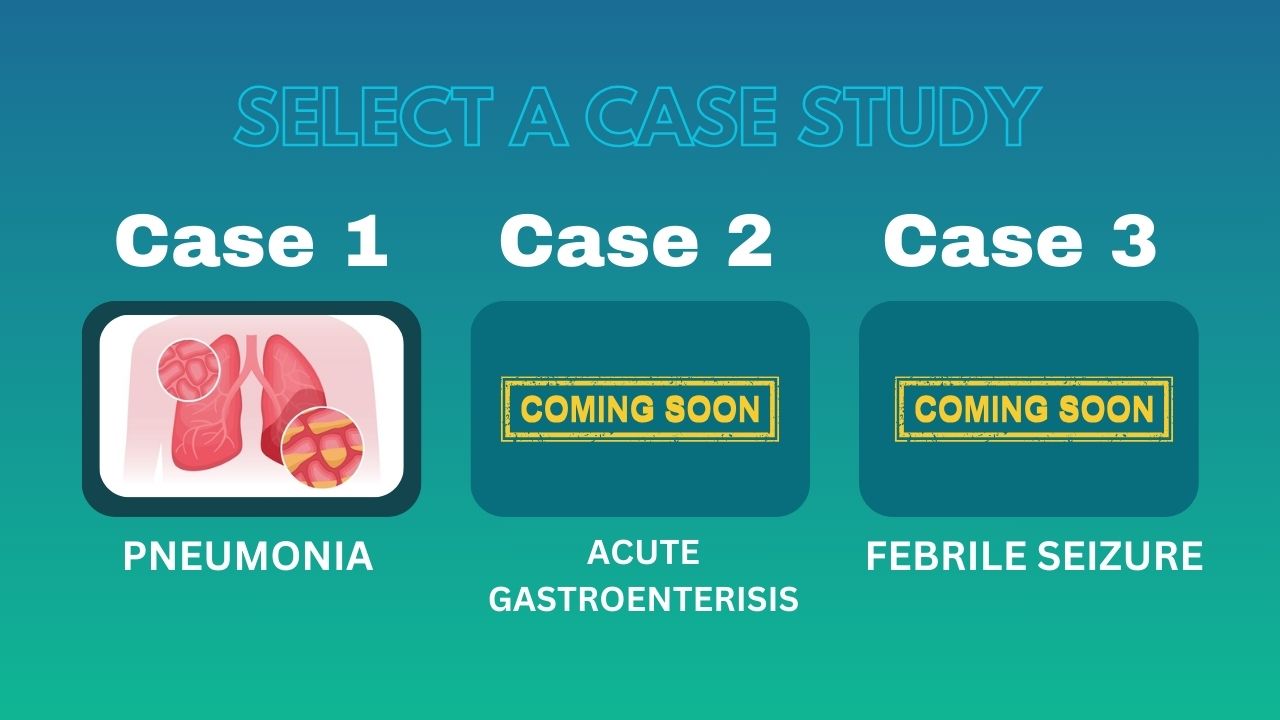 SELECT A CASE STUDY
Case 1
Case 2
Case 3
COMING SOON
COMING SOON
PNEUMONIA
ACUTE
GASTROENTERISIS
FEBRILE SEIZURE